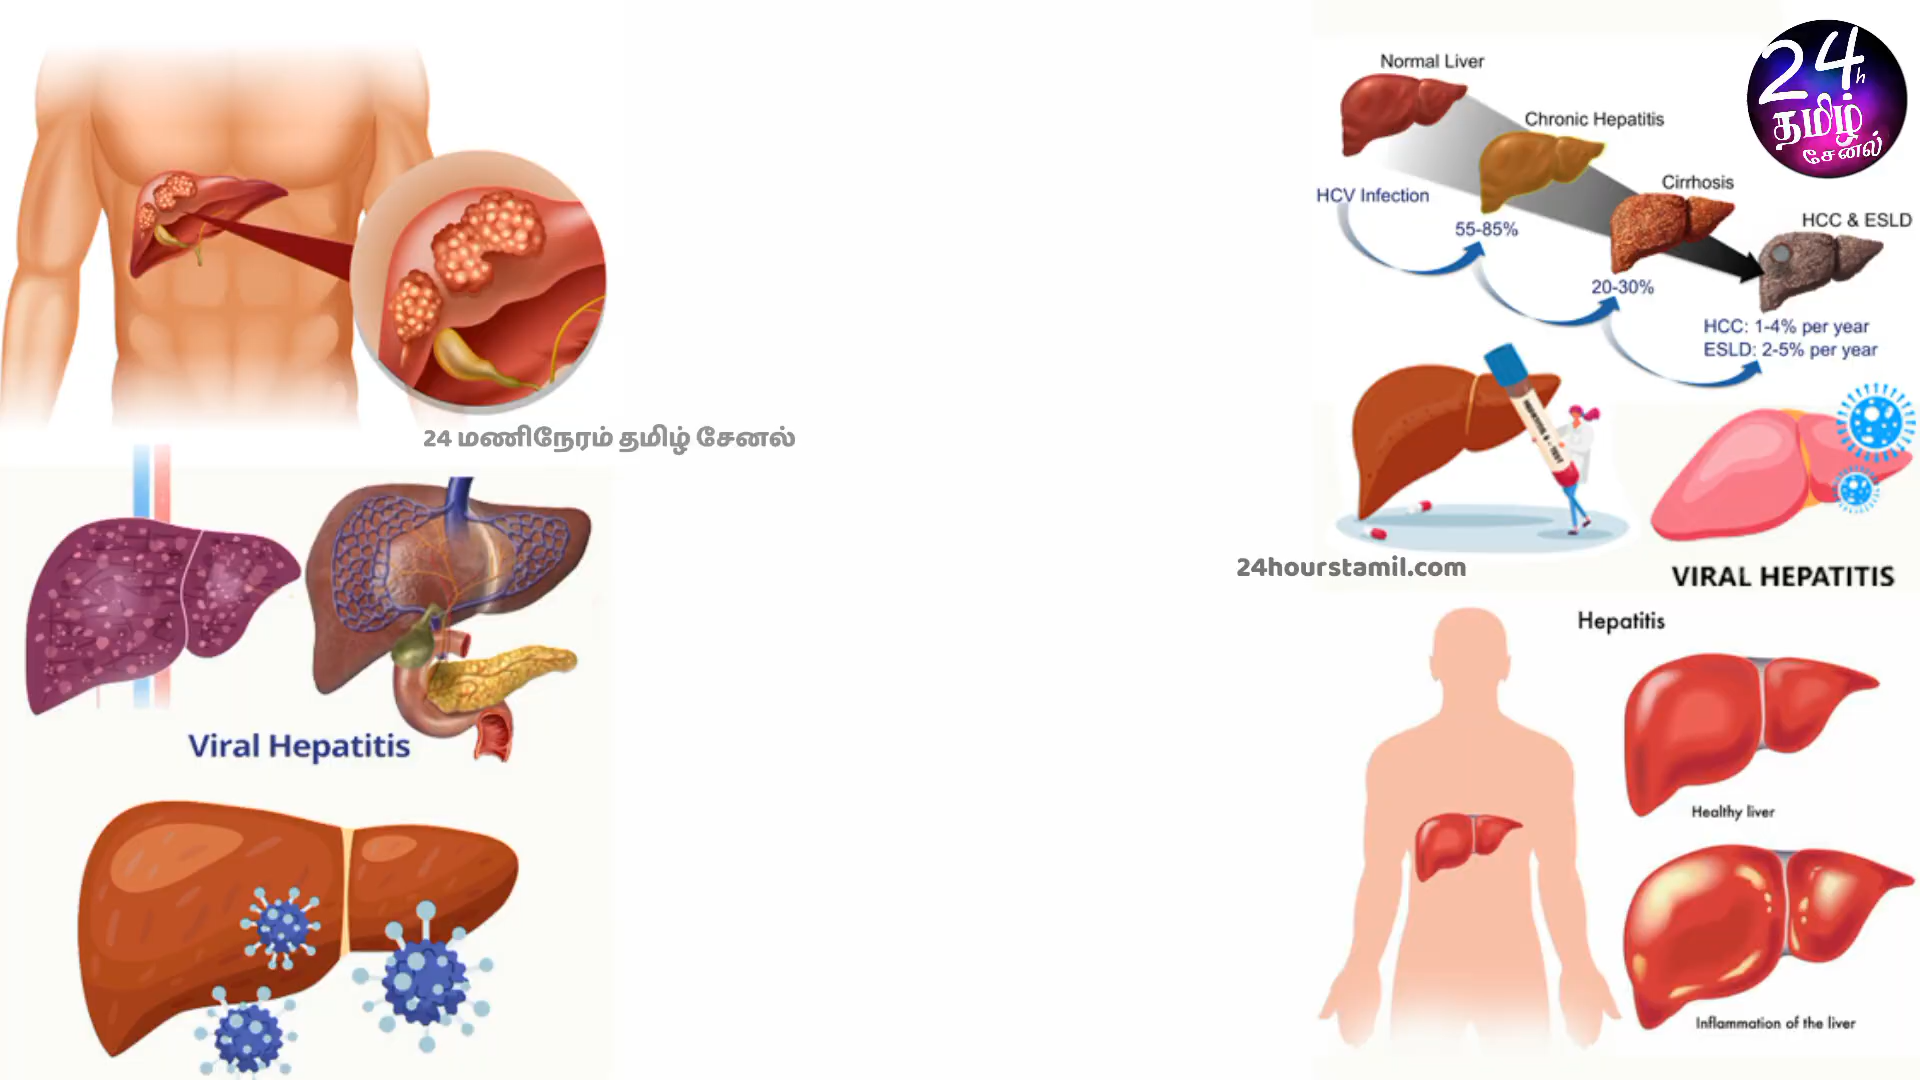 24 மணிநேரம் தமிழ் சேனல்
Viral Hepatitis
Normal Liver
Chronic Hepatitis
Cirrhosis
HCC & ESLD
HCV Infection
55-85%
20-30%
HCC: 1-4% per year
ESLD: 2-5% per year
24h
தமிழ்
சேனல்
24hourstamil.com
VIRAL HEPATITIS
Hepatitis
Healthy liver
Inflammation of the liver